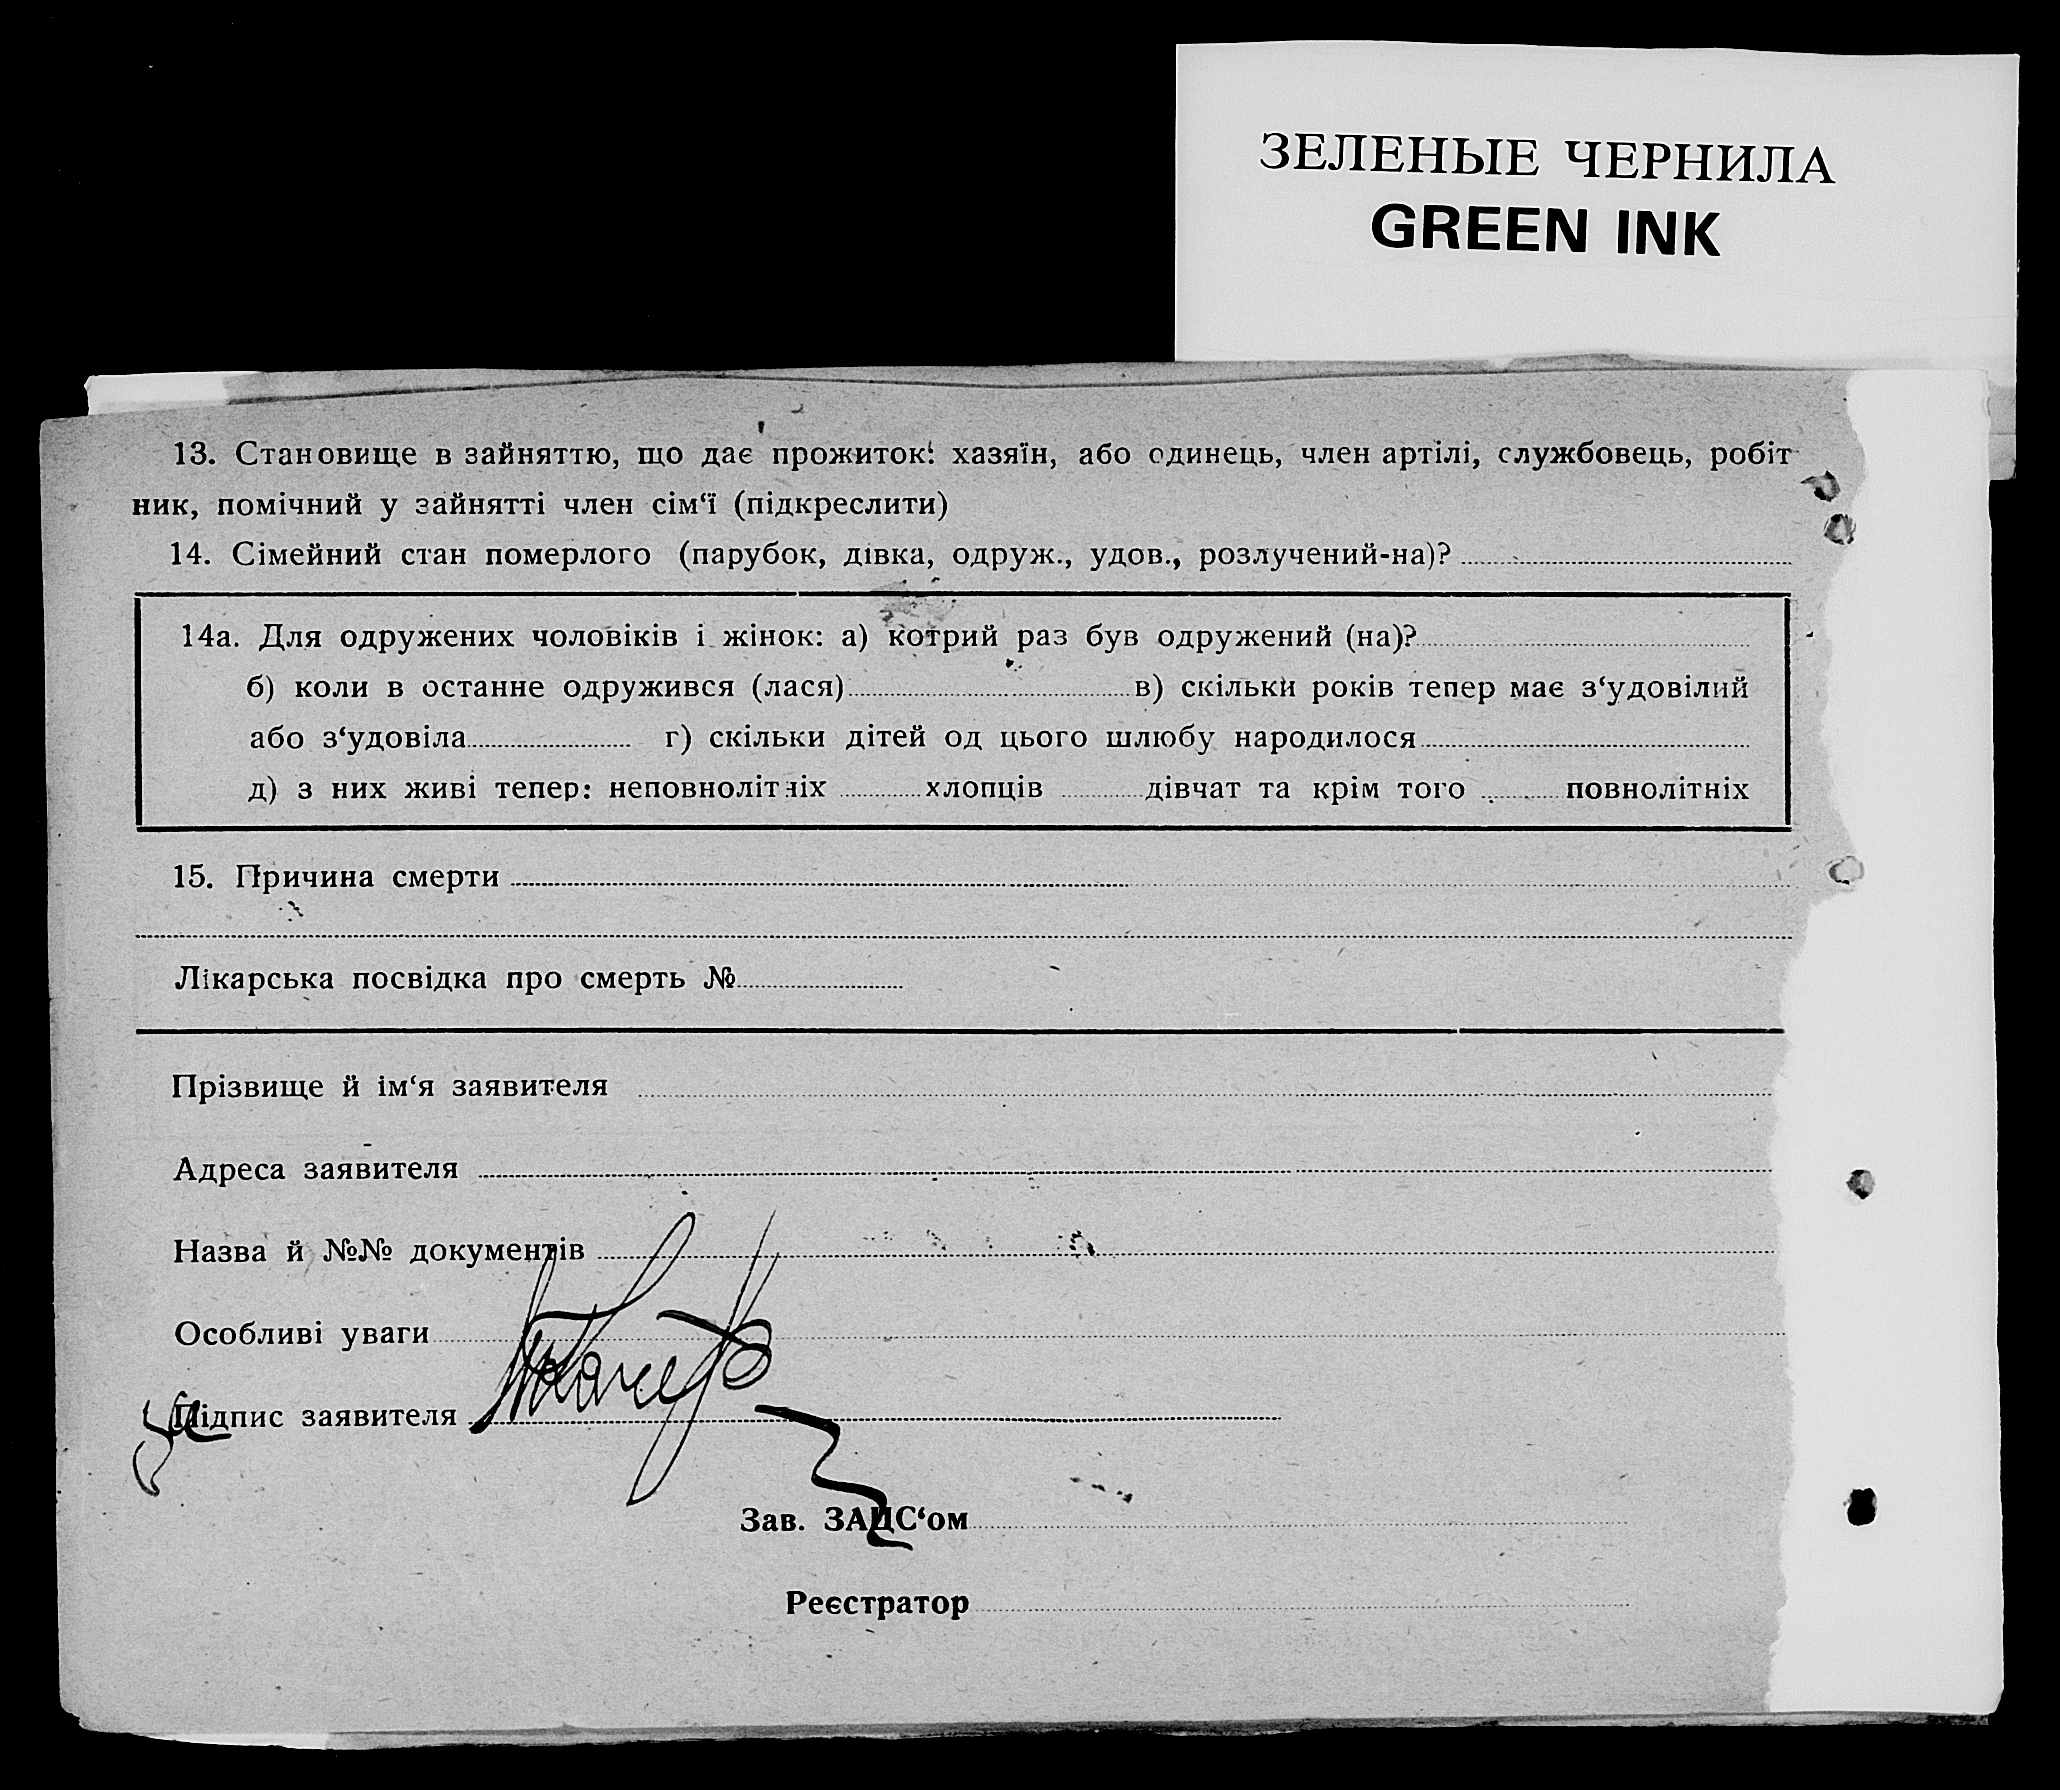 ЗЕЛЕНЫЕ ЧЕРНИЛА
GREEN INK
13. Становище в зайняттю, що дає прожиток: хазяїн, або одинець, член артілі, службовець, робіт
ник, помічний у зайнятті член сім‘ї (підкреслити)
14. Сімейний стан померлого (парубок, дівка, одруж., удов., розлучений-на)?
14а. Для одружених чоловіків і жінок: а) котрий раз був одружений (на)?
б) коли в останне одружився (лася) в) скільки років тепер має з‘удовілий
або з‘удовіла г) скільки дітей од цього шлюбу народилося
д) з них живі тепер: неповнолітніх хлопців дівчат та крім того повнолітніх
15. Причина смерти
Лікарська посвідка про смерть №
Прізвище й ім‘я заявителя
Адреса заявителя
Назва й №№ документів
Особливі уваги
Підпис заявителя
Зав. ЗАЦС‘ом
Реєстратор